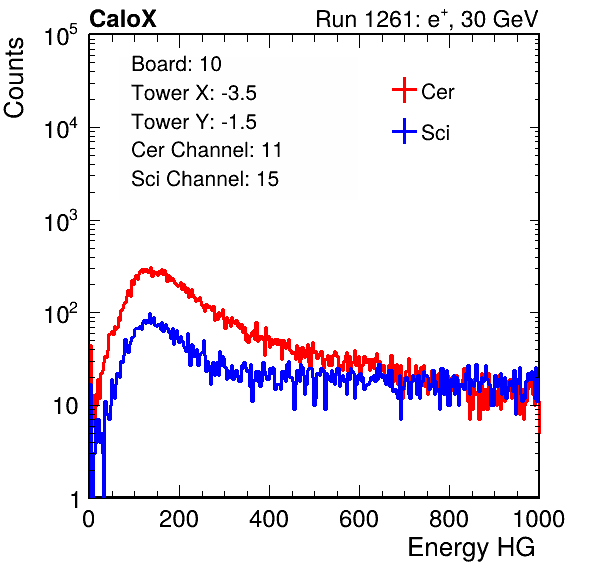 CaloX Run 1261: e⁺, 30 GeV
Counts
10⁵
10⁴
10³
10²
10
1
Board: 10
Tower X: -3.5
Tower Y: -1.5
Cer Channel: 11
Sci Channel: 15
Cer
Sci
0 200 400 600 800 1000
Energy HG